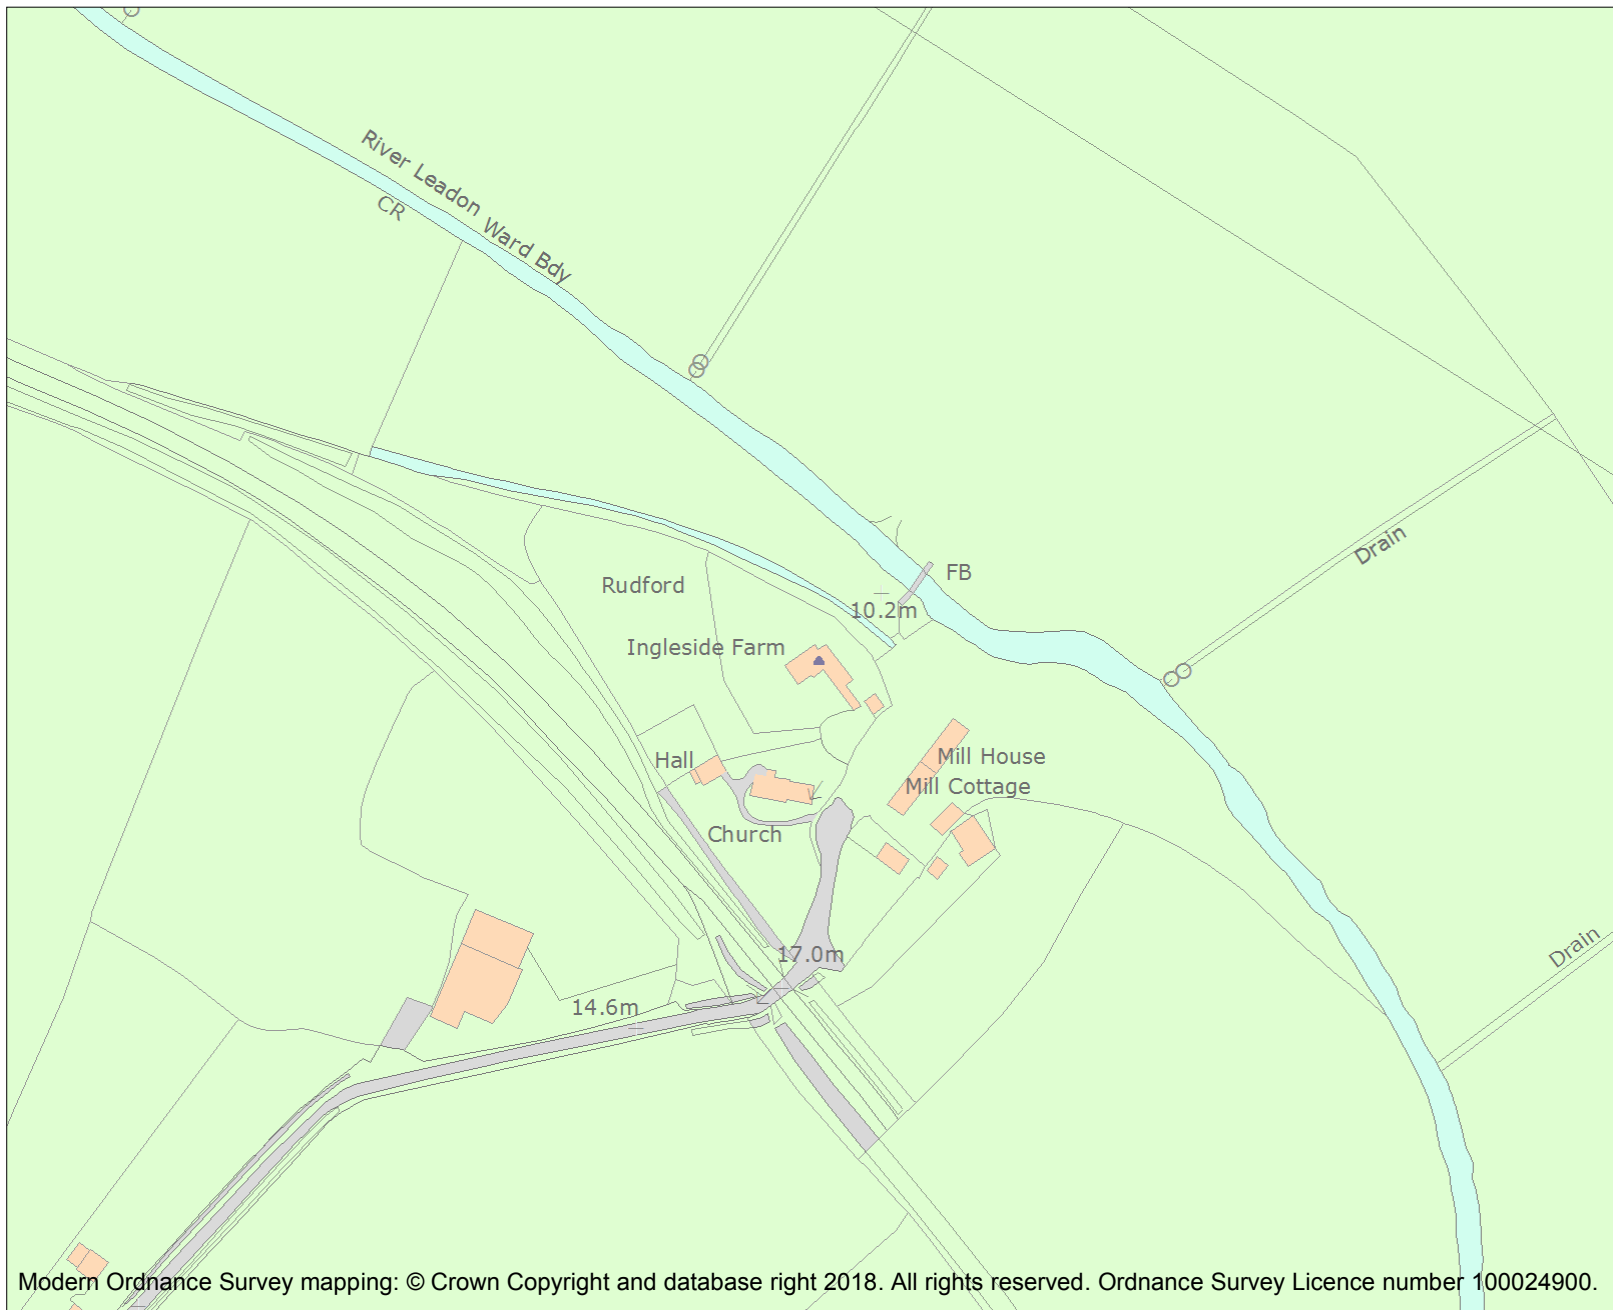 River Leadon
CR
Ward Bdy
Drain
FB
Rudford
10.2m
Ingleside Farm
Hall
Mill House
Mill Cottage
Church
Drain
17.0m
14.6m
Modern Ordnance Survey mapping: © Crown Copyright and database right 2018. All rights reserved. Ordnance Survey Licence number 100024900.